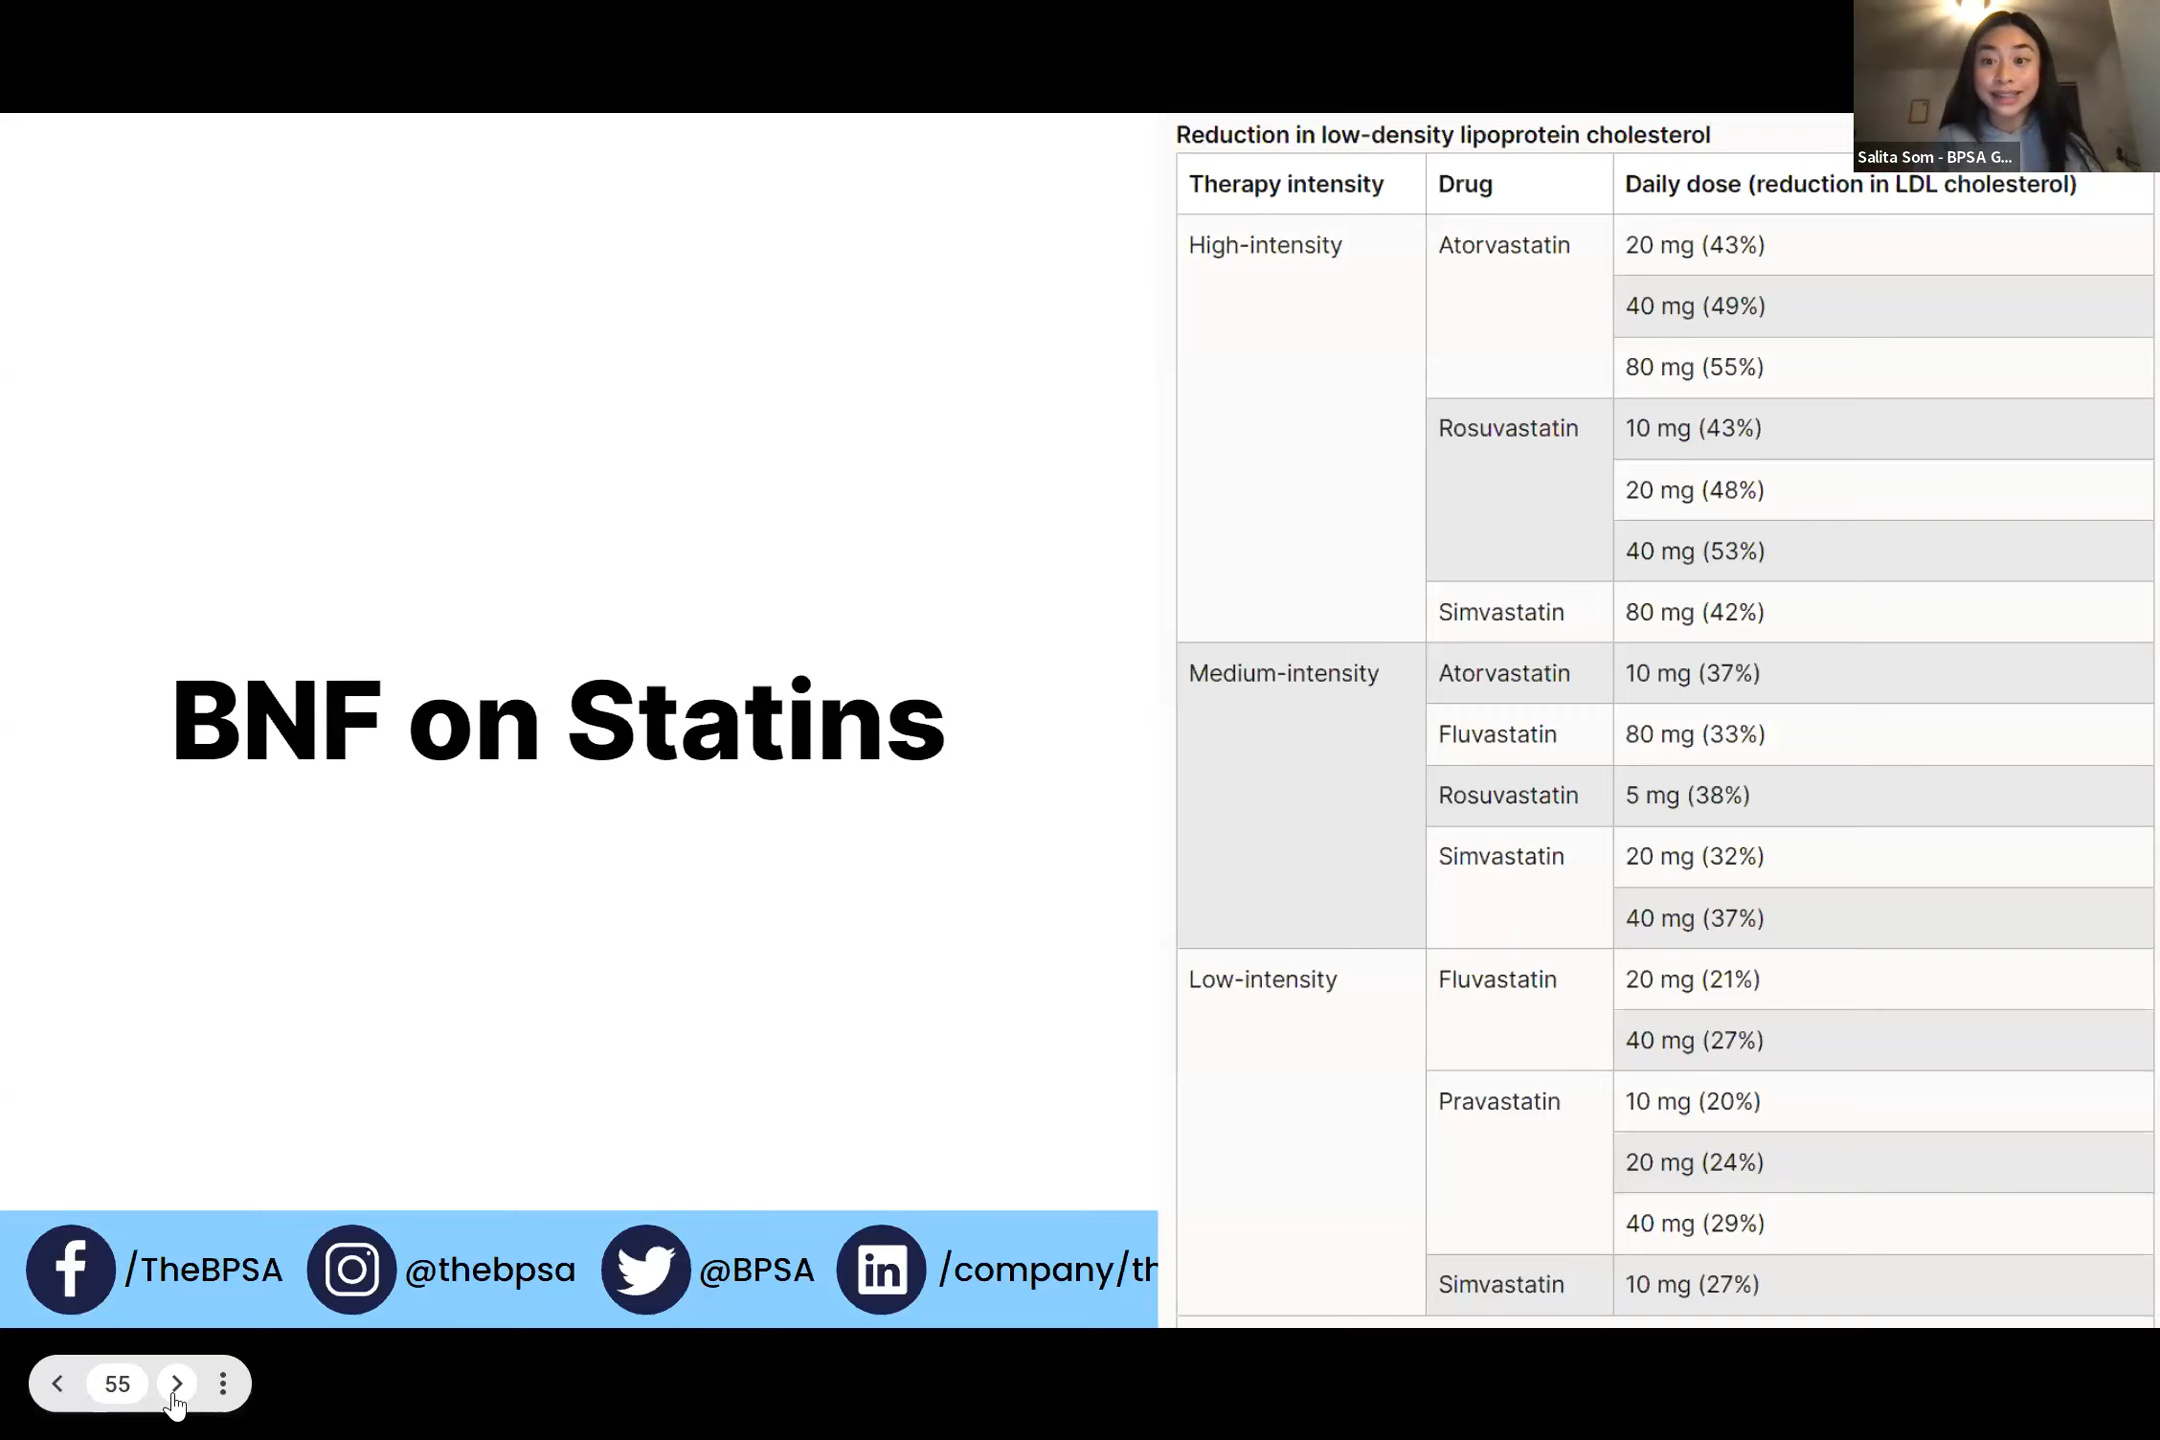 Salita Som - BPSA G...
Reduction in low-density lipoprotein cholesterol
Therapy intensity Drug Daily dose (reduction in LDL cholesterol)
High-intensity Atorvastatin 20 mg (43%)
40 mg (49%)
80 mg (55%)
Rosuvastatin 10 mg (43%)
20 mg (48%)
40 mg (53%)
Simvastatin 80 mg (42%)
Medium-intensity Atorvastatin 10 mg (37%)
Fluvastatin 80 mg (33%)
Rosuvastatin 5 mg (38%)
Simvastatin 20 mg (32%)
40 mg (37%)
Low-intensity Fluvastatin 20 mg (21%)
40 mg (27%)
Pravastatin 10 mg (20%)
20 mg (24%)
40 mg (29%)
Simvastatin 10 mg (27%)
BNF on Statins
/TheBPSA @thebpsa @BPSA /company/th
55